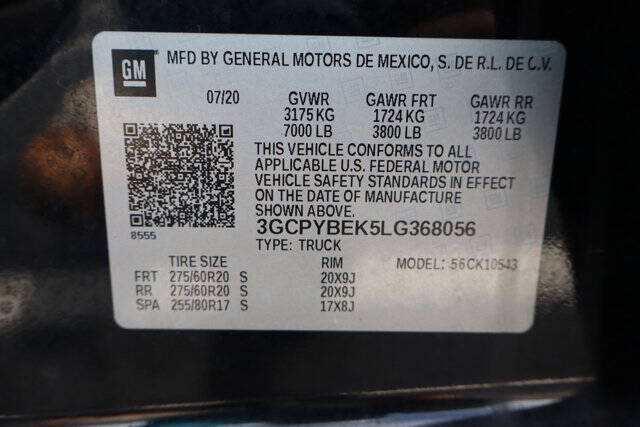 GM
MFD BY GENERAL MOTORS DE MEXICO, S. DE R.L. DE C.V.
07/20 GVWR GAWR FRT GAWR RR
3175 KG 1724 KG 1724 KG
7000 LB 3800 LB 3800 LB
THIS VEHICLE CONFORMS TO ALL
APPLICABLE U.S. FEDERAL MOTOR
VEHICLE SAFETY STANDARDS IN EFFECT
ON THE DATE OF MANUFACTURE SHOWN ABOVE.
3GCPYBEK5LG368056
8555
TYPE: TRUCK
TIRE SIZE RIM MODEL: 56CK10543
FRT 275/60R20 S 20X9J
RR 275/60R20 S 20X9J
SPA 255/80R17 S 17X8J